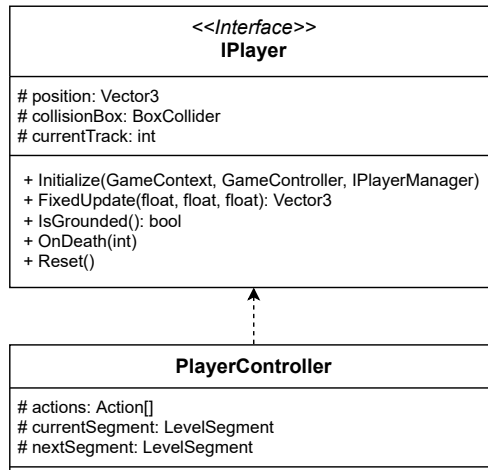 <<Interface>>
IPlayer
# position: Vector3
# collisionBox: BoxCollider
# currentTrack: int
+ Initialize(GameContext, GameController, IPlayerManager)
+ FixedUpdate(float, float, float): Vector3
+ IsGrounded(): bool
+ OnDeath(int)
+ Reset()
PlayerController
# actions: Action[]
# currentSegment: LevelSegment
# nextSegment: LevelSegment